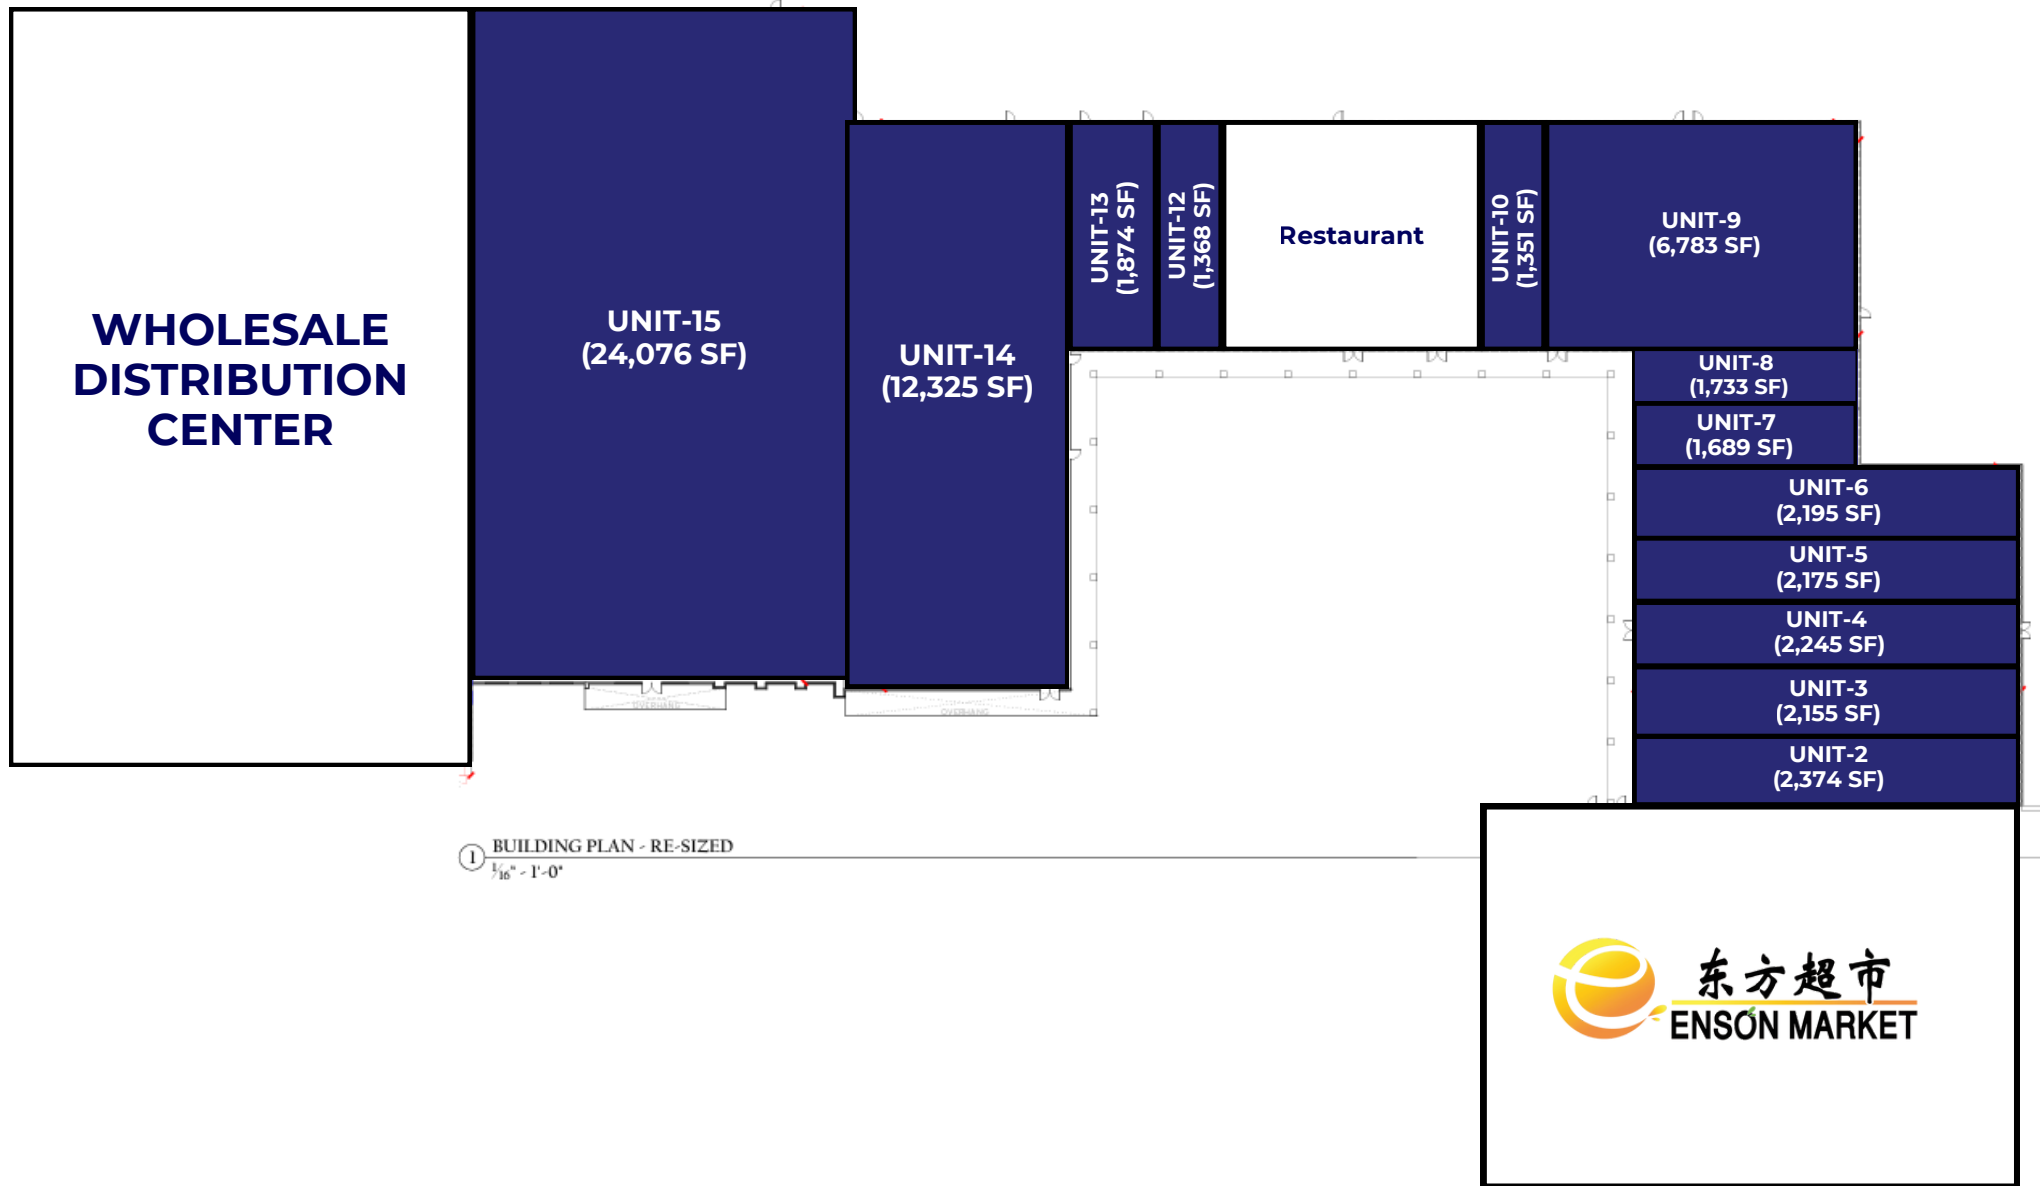 WHOLESALE
DISTRIBUTION
CENTER
UNIT-15
(24,076 SF)
UNIT-14
(12,325 SF)
UNIT-13
(1,874 SF)
UNIT-12
(1,368 SF)
Restaurant
UNIT-10
(1,351 SF)
UNIT-9
(6,783 SF)
UNIT-8
(1,733 SF)
UNIT-7
(1,689 SF)
UNIT-6
(2,195 SF)
UNIT-5
(2,175 SF)
UNIT-4
(2,245 SF)
UNIT-3
(2,155 SF)
UNIT-2
(2,374 SF)
OVERHANG
OVERHANG
1 BUILDING PLAN - RE-SIZED
1/16" - 1'-0"
东方超市
ENSON MARKET